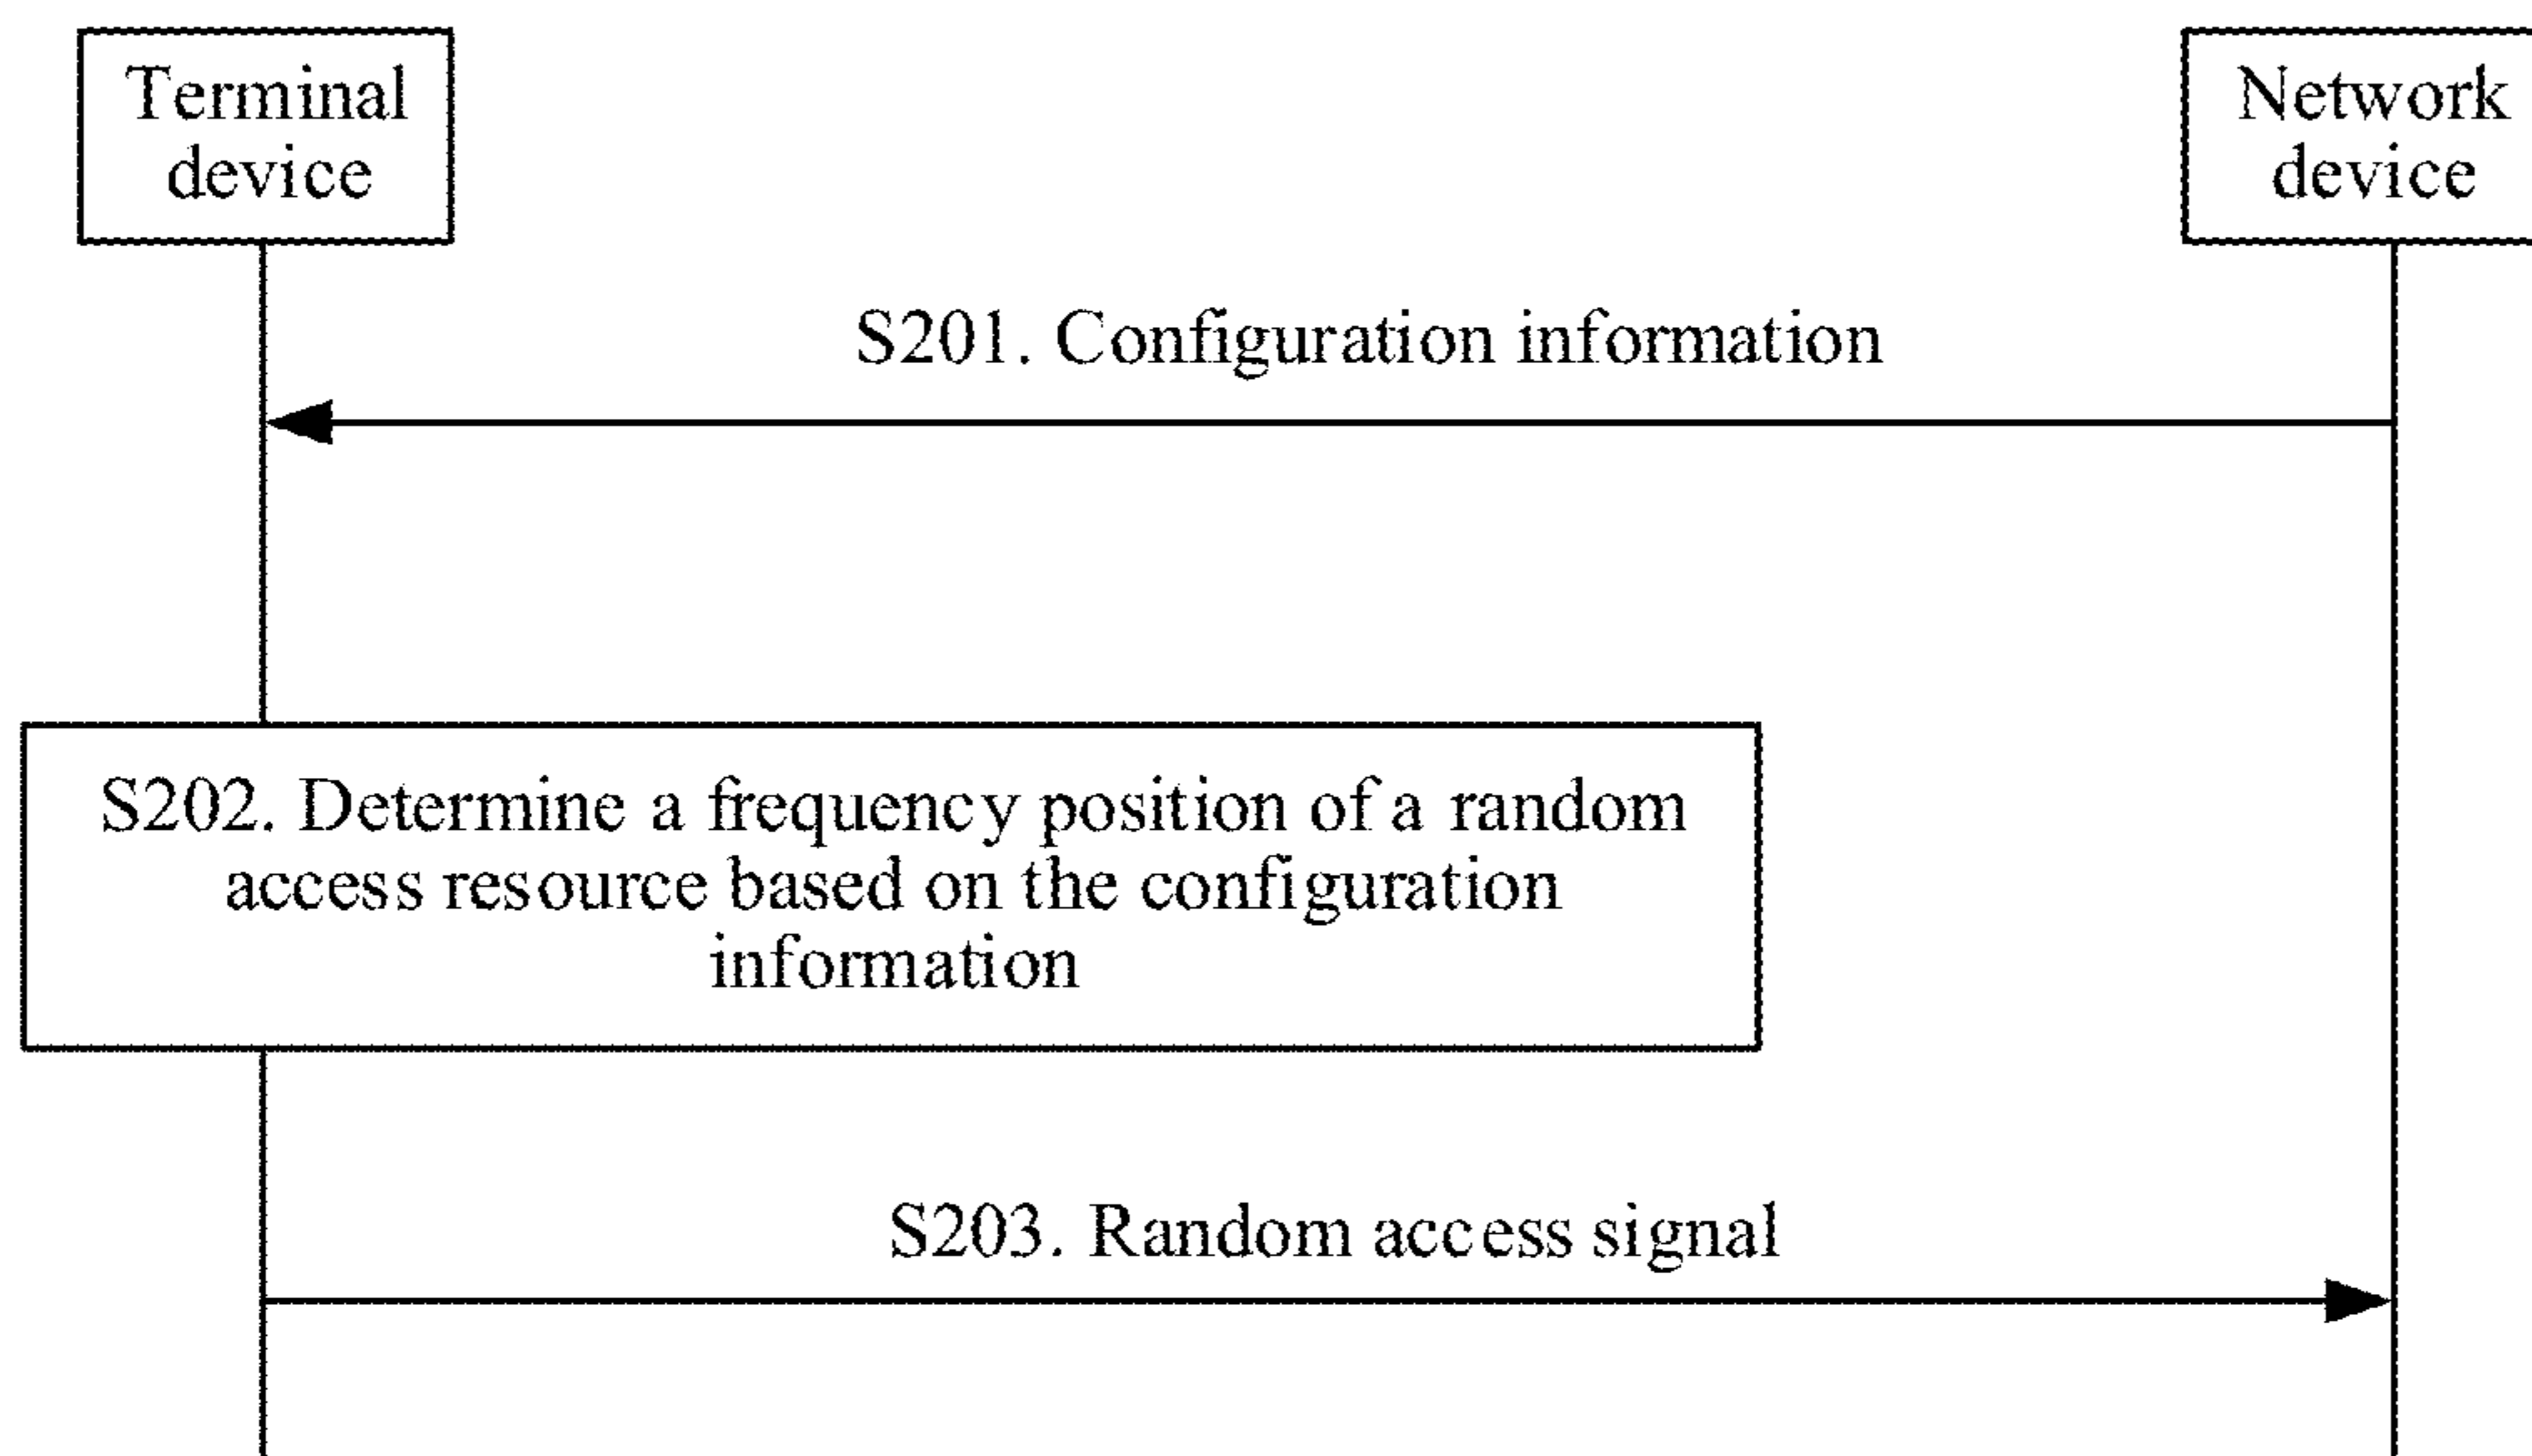 Terminal
device
Network
device
S201. Configuration information
S202. Determine a frequency position of a random
access resource based on the configuration
information
S203. Random access signal